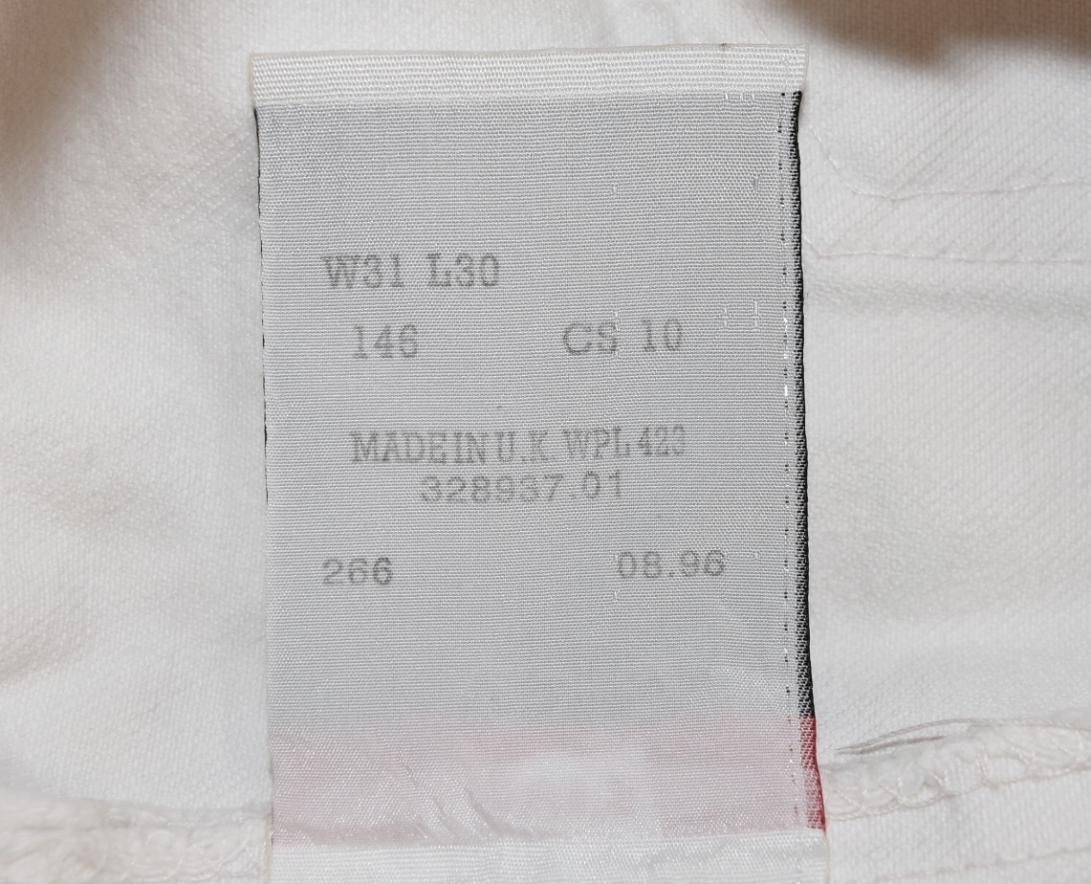 W31 L30
146 CS 10
MADE IN U.K. WPL 423
328937.01
266 08.96